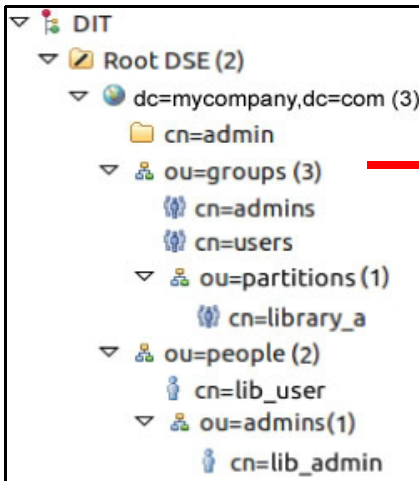 DIT
Root DSE (2)
dc=mycompany,dc=com (3)
cn=admin
ou=groups (3)
cn=admins
cn=users
ou=partitions (1)
cn=library_a
ou=people (2)
cn=lib_user
ou=admins(1)
cn=lib_admin